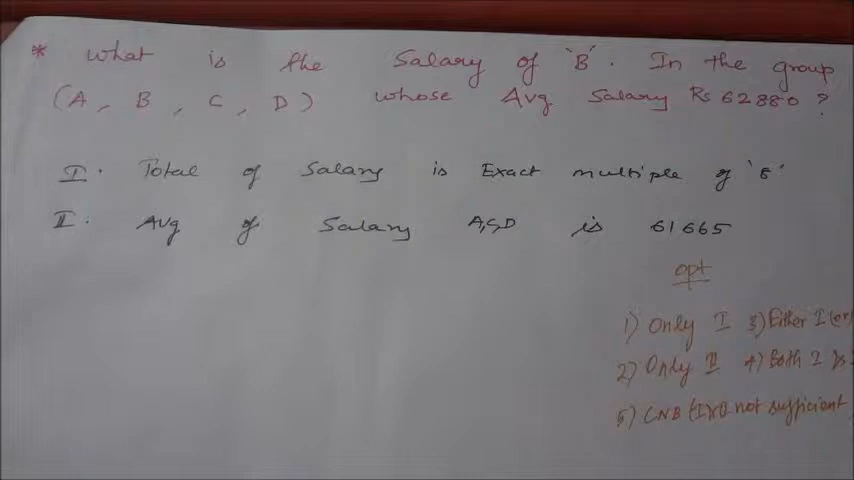 * What is the Salary of 'B'. In the group
(A, B, C, D) whose Avg Salary Rs 62880 ?
I. Total of Salary is Exact multiple of '8'
II. Avg of Salary A,C,D is 61665
opt
1) Only I 3) Either I (or)
2) Only II 4) Both I
5) CNB (I) not sufficient